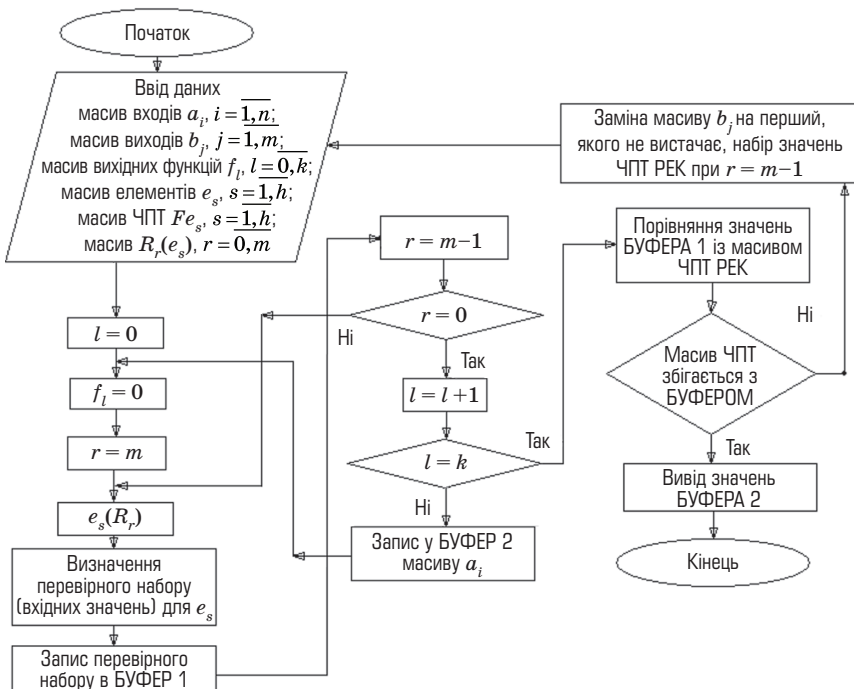 Початок
Ввід даних
масив входів a_i, i = 1,n;
масив виходів b_j, j = 1,m;
масив вихідних функцій f_l, l = 0,k;
масив елементів e_s, s = 1,h;
масив ЧПТ Fe_s, s = 1,h;
масив R_r(e_s), r = 0,m
l = 0
f_l = 0
r = m
e_s(R_r)
Визначення
перевірного набору
(вхідних значень) для e_s
Запис перевірного
набору в БУФЕР 1
r = m−1
r = 0
Ні
Так
l = l+1
l = k
Так
Ні
Запис у БУФЕР 2
масиву a_i
Заміна масиву b_j на перший,
якого не вистачає, набір значень
ЧПТ РЕК при r = m−1
Порівняння значень
БУФЕРА 1 із масивом
ЧПТ РЕК
Ні
Масив ЧПТ
збігається з
БУФЕРОМ
Так
Вивід значень
БУФЕРА 2
Кінець